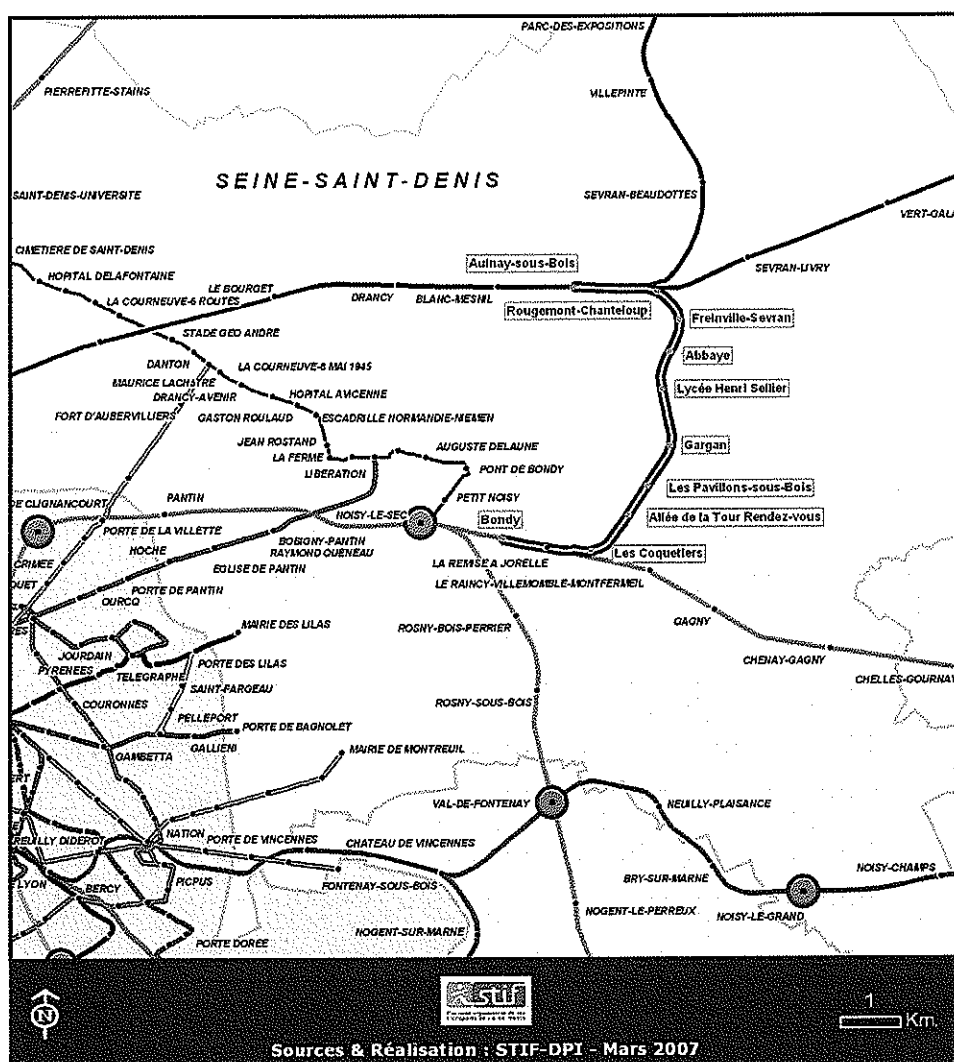 PARC-DES-EXPOSITIONS
PIERREFITTE-STAINS
VILLEPINTE
SEINE-SAINT-DENIS
SAINT-DENIS-UNIVERSITE
SEVRAN-BEAUDOTTES
VERT-GALA
CIMETIERE DE SAINT-DENIS
HOPITAL DELAFONTAINE
Aulnay-sous-Bois
SEVRAN-LIVRY
LE BOURGET
DRANCY
BLANC-MESNIL
LA COURNEUVE-6 ROUTES
Rougemont-Chanteloup
Freinville-Sevran
STADE GEO ANDRE
Abbaye
DANTON
LA COURNEUVE-8 MAI 1945
MAURICE LACHATRE
Lycée Henri Sellier
DRANCY-AVENIR
HOPITAL AVICENNE
FORT D'AUBERVILLIERS
GASTON ROULAUD
ESCADRILLE NORMANDIE-NIEMEN
JEAN ROSTAND
AUGUSTE DELAUNE
Gargan
LA FERME
LIBERATION
PONT DE BONDY
Les Pavillons-sous-Bois
DE CLIGNANCOURT
PANTIN
PETIT NOISY
NOISY-LE-SEC
Bondy
Allée de la Tour Rendez-vous
PORTE DE LA VILLETTE
BOBIGNY-PANTIN
RAYMOND QUENEAU
HOCHE
Les Coquetiers
CRIMEE
EGLISE DE PANTIN
LA REMISE A JORELLE
LE RAINCY-VILLEMOMBLE-MONTFERMEIL
PORTE DE PANTIN
OURCQ
GAGNY
ROSNY-BOIS-PERRIER
MAIRIE DES LILAS
JOURDAIN
CHENAY-GAGNY
PYRENEES
TELEGRAPHE
PORTE DES LILAS
CHELLES-GOURNAY
SAINT-FARGEAU
COURONNES
ROSNY-SOUS-BOIS
PELLEPORT
PORTE DE BAGNOLET
GALLIENI
GAMBETTA
MAIRIE DE MONTREUIL
VAL-DE-FONTENAY
NEUILLY-PLAISANCE
NATION
REUILLY DIDEROT
PORTE DE VINCENNES
CHATEAU DE VINCENNES
PICPUS
LYON
BERCY
FONTENAY-SOUS-BOIS
BRY-SUR-MARNE
NOISY-CHAMPS
NOISY-LE-GRAND
NOGENT-LE-PERREUX
PORTE DOREE
NOGENT-SUR-MARNE
N
stif
1
Km.
Sources & Réalisation : STIF-DPI - Mars 2007